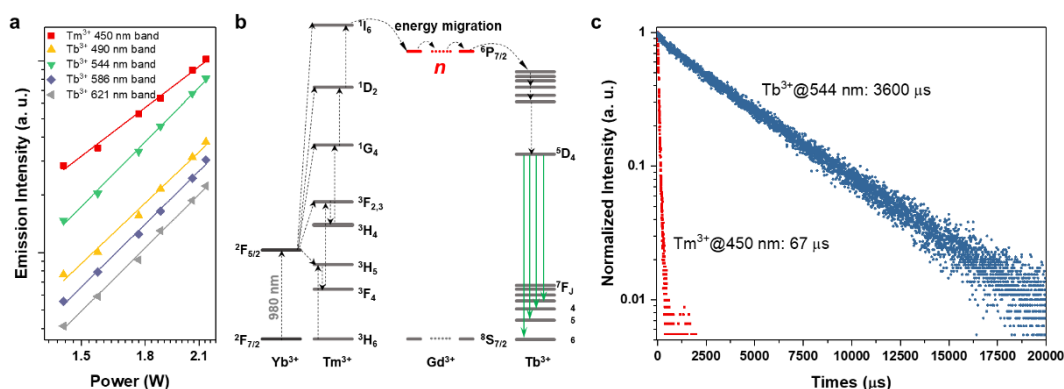 a
Tm³⁺ 450 nm band
Tb³⁺ 490 nm band
Tb³⁺ 544 nm band
Tb³⁺ 586 nm band
Tb³⁺ 621 nm band
Emission Intensity (a. u.)
1.5
1.8
2.1
Power (W)
b
energy migration
n
¹I₆
¹D₂
¹G₄
³F₂,₃
³H₄
³H₅
³F₄
³H₆
²F₅/₂
980 nm
²F₇/₂
⁶P₇/₂
⁸S₇/₂
⁵D₄
⁷F_J
4
5
6
Yb³⁺
Tm³⁺
Gd³⁺
Tb³⁺
c
Normalized Intensity (a. u.)
1
0.1
0.01
Tb³⁺@544 nm: 3600 μs
Tm³⁺@450 nm: 67 μs
0
2500
5000
7500
10000
12500
15000
17500
20000
Times (μs)